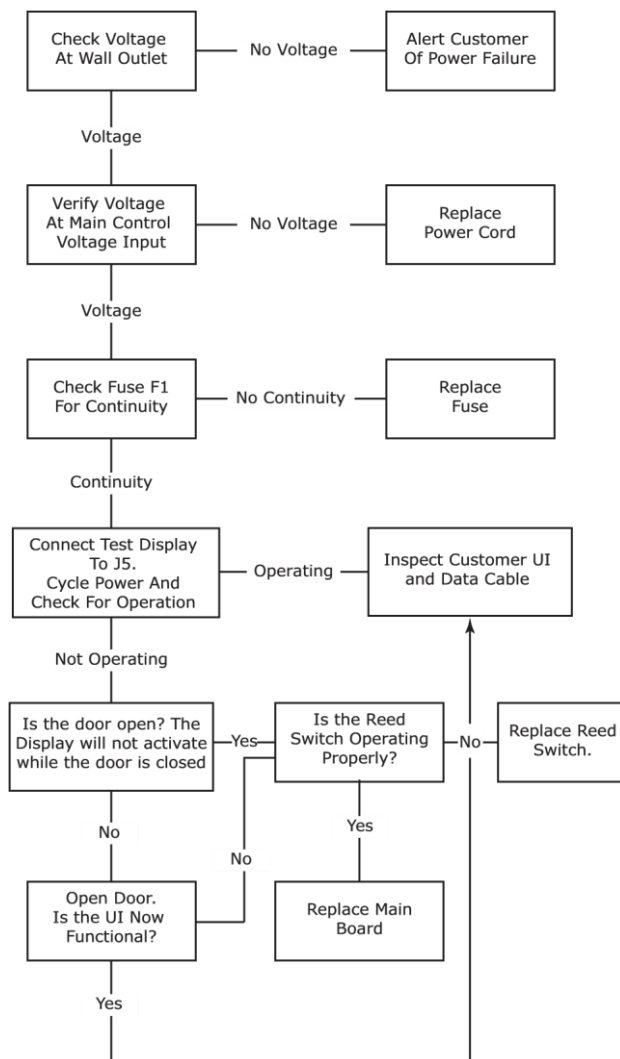 Check Voltage
At Wall Outlet
No Voltage
Alert Customer
Of Power Failure
Voltage
Verify Voltage
At Main Control
Voltage Input
No Voltage
Replace
Power Cord
Voltage
Check Fuse F1
For Continuity
No Continuity
Replace
Fuse
Continuity
Connect Test Display
To J5.
Cycle Power And
Check For Operation
Operating
Inspect Customer UI
and Data Cable
Not Operating
Is the door open? The
Display will not activate
while the door is closed
Yes
Is the Reed
Switch Operating
Properly?
No
Replace Reed
Switch.
No
No
Yes
Open Door.
Is the UI Now
Functional?
Replace Main
Board
Yes